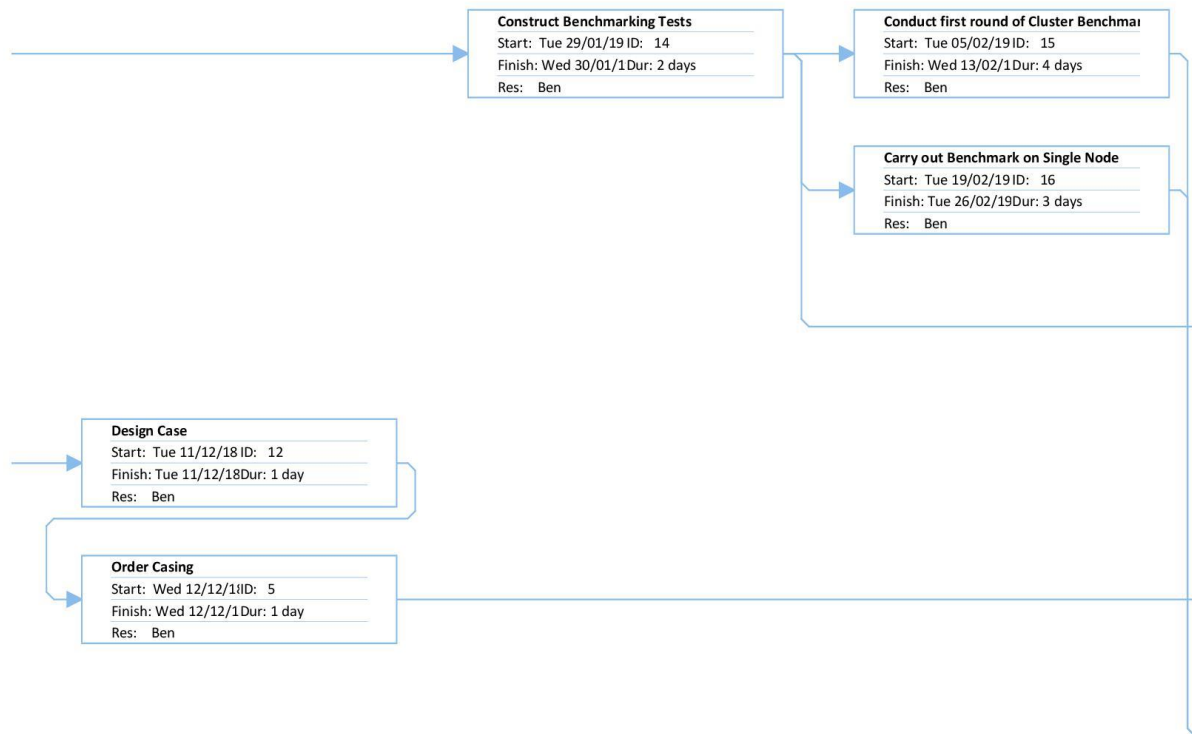 Construct Benchmarking Tests
Start: Tue 29/01/19 ID: 14
Finish: Wed 30/01/1 Dur: 2 days
Res: Ben
Conduct first round of Cluster Benchmar
Start: Tue 05/02/19 ID: 15
Finish: Wed 13/02/1 Dur: 4 days
Res: Ben
Carry out Benchmark on Single Node
Start: Tue 19/02/19 ID: 16
Finish: Tue 26/02/19 Dur: 3 days
Res: Ben
Design Case
Start: Tue 11/12/18 ID: 12
Finish: Tue 11/12/18 Dur: 1 day
Res: Ben
Order Casing
Start: Wed 12/12/1 ID: 5
Finish: Wed 12/12/1 Dur: 1 day
Res: Ben